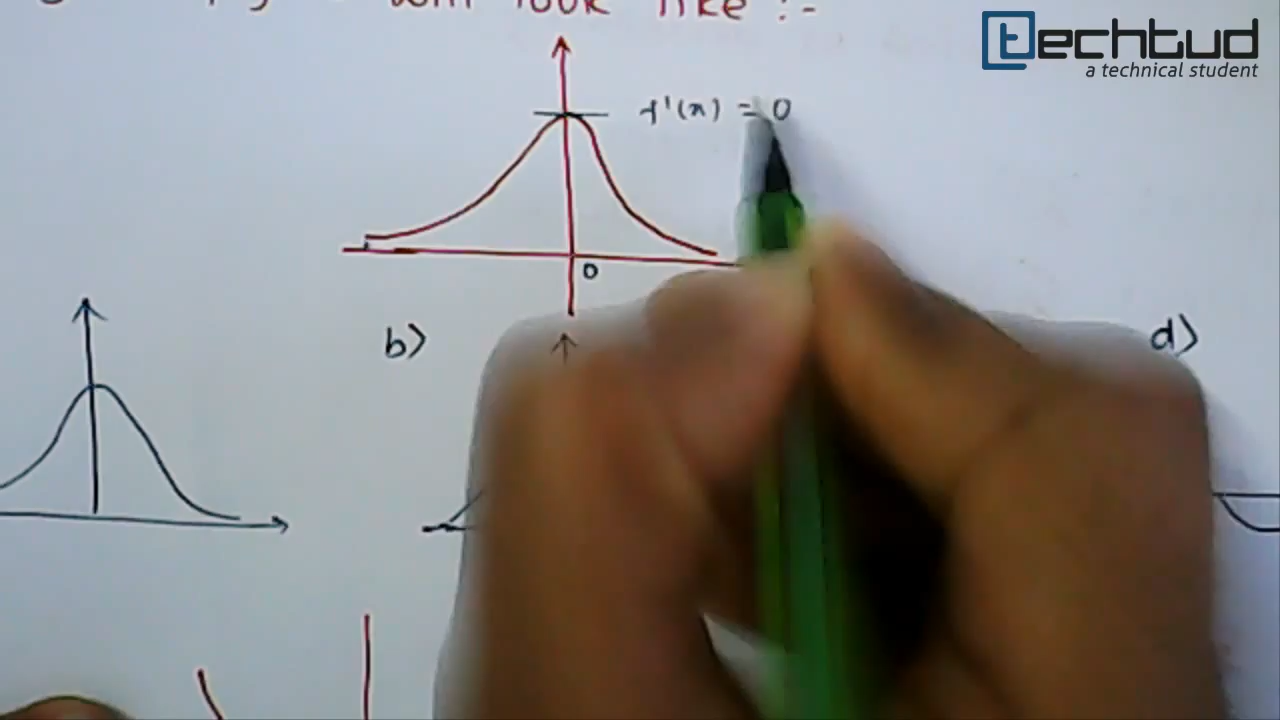 will look like :-
techtud
a technical student
f'(x) = 0
0
b)
d)